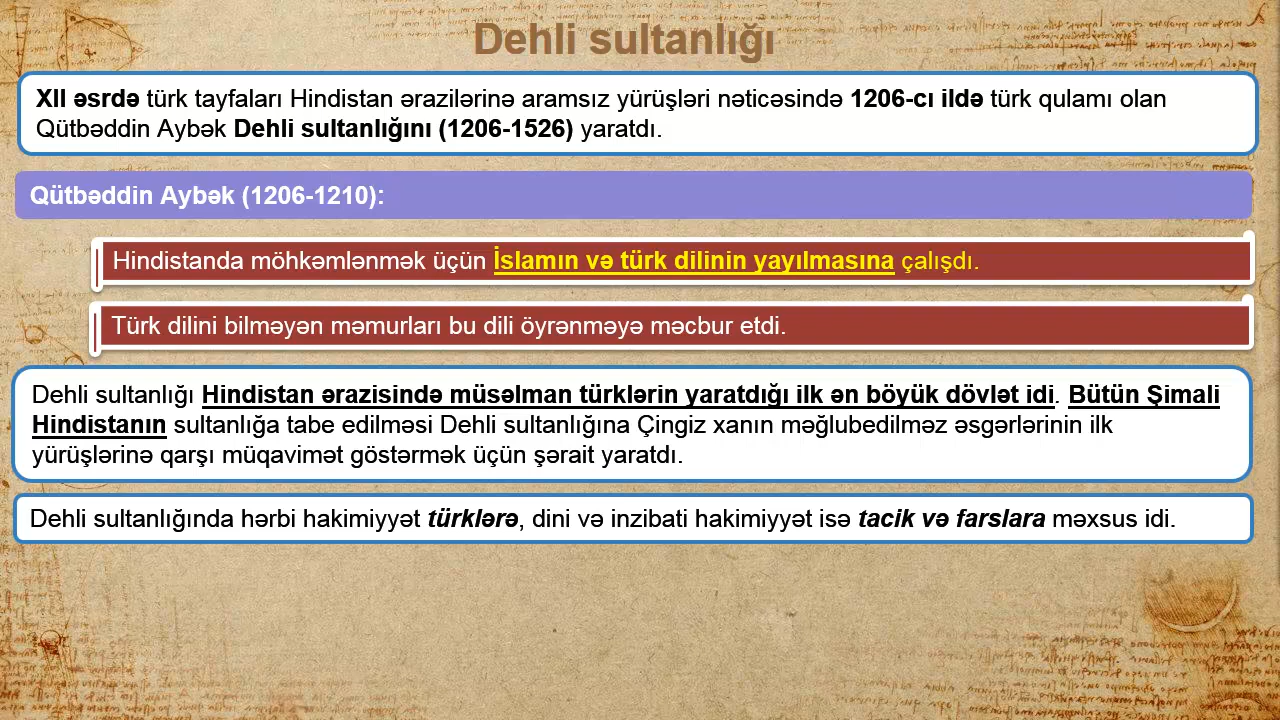 Dehli sultanlığı
XII əsrdə türk tayfaları Hindistan ərazilərinə aramsız yürüşləri nəticəsində 1206-cı ildə türk qulamı olan
Qütbəddin Aybək Dehli sultanlığını (1206-1526) yaratdı.
Qütbəddin Aybək (1206-1210):
Hindistanda möhkəmlənmək üçün İslamın və türk dilinin yayılmasına çalışdı.
Türk dilini bilməyən məmurları bu dili öyrənməyə məcbur etdi.
Dehli sultanlığı Hindistan ərazisində müsəlman türklərin yaratdığı ilk ən böyük dövlət idi. Bütün Şimali
Hindistanın sultanlığa tabe edilməsi Dehli sultanlığına Çingiz xanın məğlubedilməz əsgərlərinin ilk
yürüşlərinə qarşı müqavimət göstərmək üçün şərait yaratdı.
Dehli sultanlığında hərbi hakimiyyət türklərə, dini və inzibati hakimiyyət isə tacik və farslara məxsus idi.